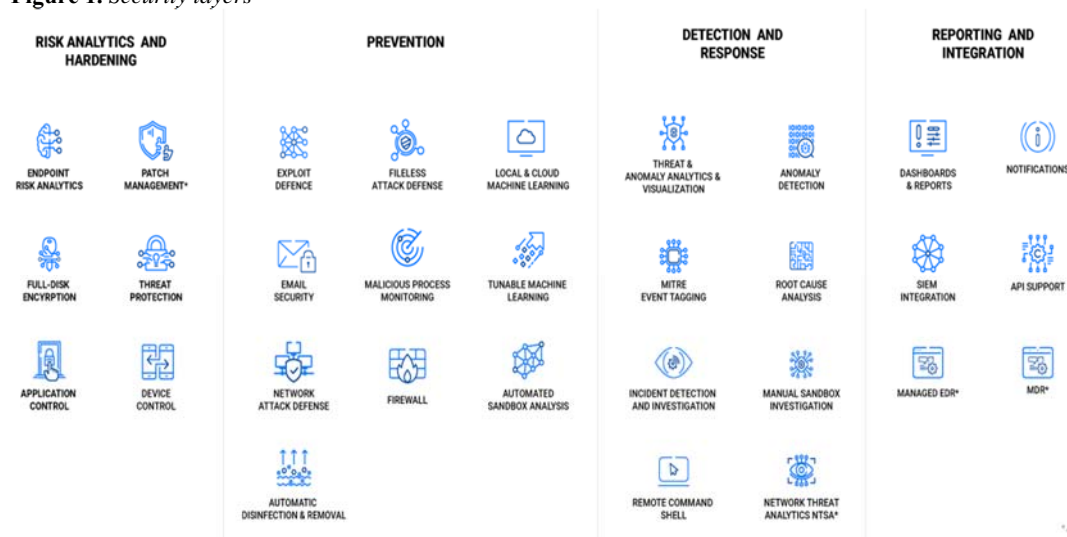 Figure 1. Security layers
RISK ANALYTICS AND
HARDENING
ENDPOINT
RISK ANALYTICS
PATCH
MANAGEMENT*
FULL-DISK
ENCYRPTION
THREAT
PROTECTION
APPLICATION
CONTROL
DEVICE
CONTROL
PREVENTION
EXPLOIT
DEFENCE
FILELESS
ATTACK DEFENSE
LOCAL & CLOUD
MACHINE LEARNING
EMAIL
SECURITY
MALICIOUS PROCESS
MONITORING
TUNABLE MACHINE
LEARNING
NETWORK
ATTACK DEFENSE
FIREWALL
AUTOMATED
SANDBOX ANALYSIS
AUTOMATIC
DISINFECTION & REMOVAL
DETECTION AND
RESPONSE
THREAT &
ANOMALY ANALYTICS &
VISUALIZATION
ANOMALY
DETECTION
MITRE
EVENT TAGGING
ROOT CAUSE
ANALYSIS
INCIDENT DETECTION
AND INVESTIGATION
MANUAL SANDBOX
INVESTIGATION
REMOTE COMMAND
SHELL
NETWORK THREAT
ANALYTICS NTSA*
REPORTING AND
INTEGRATION
DASHBOARDS
& REPORTS
NOTIFICATIONS
SIEM
INTEGRATION
API SUPPORT
MANAGED EDR*
MDR*